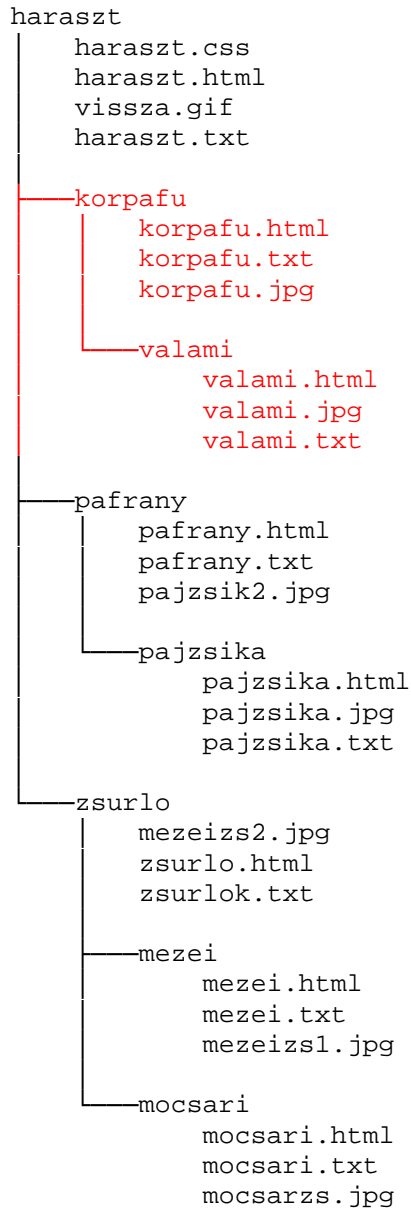 haraszt
haraszt.css
haraszt.html
vissza.gif
haraszt.txt
korpafu
korpafu.html
korpafu.txt
korpafu.jpg
valami
valami.html
valami.jpg
valami.txt
pafrany
pafrany.html
pafrany.txt
pajzsik2.jpg
pajzsika
pajzsika.html
pajzsika.jpg
pajzsika.txt
zsurlo
mezeizs2.jpg
zsurlo.html
zsurlok.txt
mezei
mezei.html
mezei.txt
mezeizs1.jpg
mocsari
mocsari.html
mocsari.txt
mocsarzs.jpg